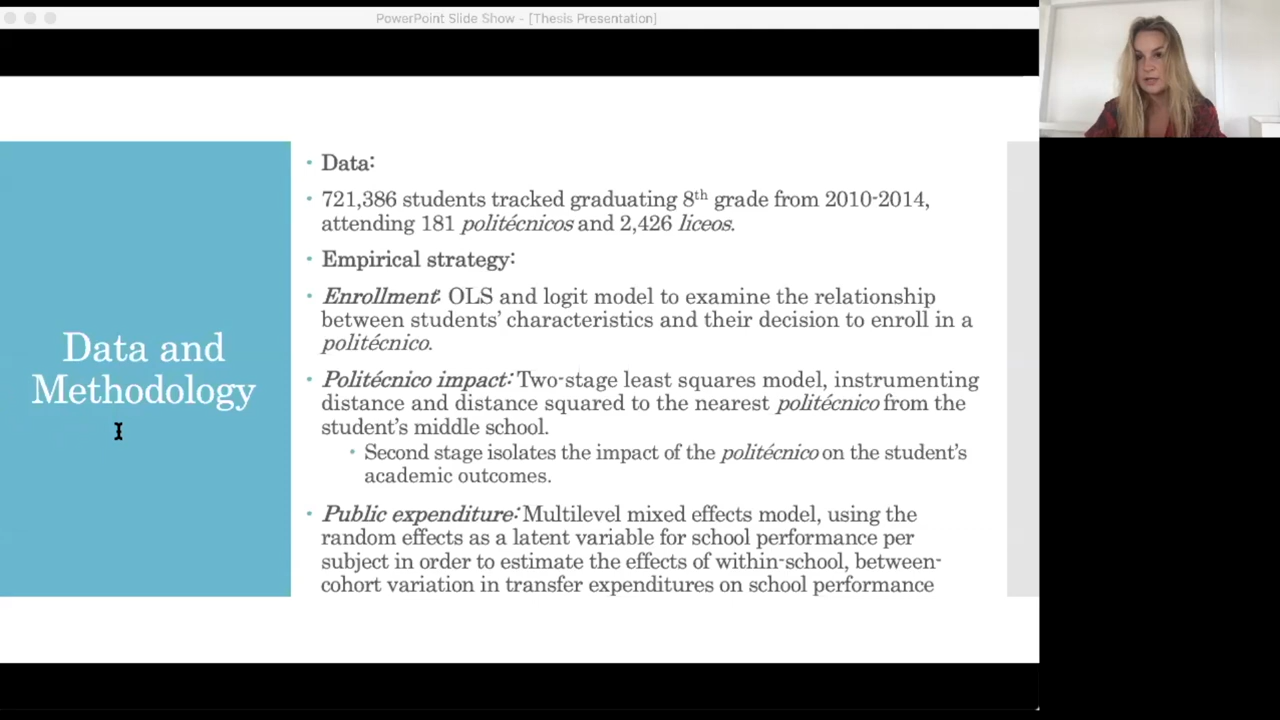 PowerPoint Slide Show - [Thesis Presentation]
Data and
Methodology
• Data:
• 721,386 students tracked graduating 8th grade from 2010-2014,
attending 181 politécnicos and 2,426 liceos.
• Empirical strategy:
• Enrollment: OLS and logit model to examine the relationship
between students’ characteristics and their decision to enroll in a
politécnico.
• Politécnico impact: Two-stage least squares model, instrumenting
distance and distance squared to the nearest politécnico from the
student’s middle school.
• Second stage isolates the impact of the politécnico on the student’s
academic outcomes.
• Public expenditure: Multilevel mixed effects model, using the
random effects as a latent variable for school performance per
subject in order to estimate the effects of within-school, between-
cohort variation in transfer expenditures on school performance